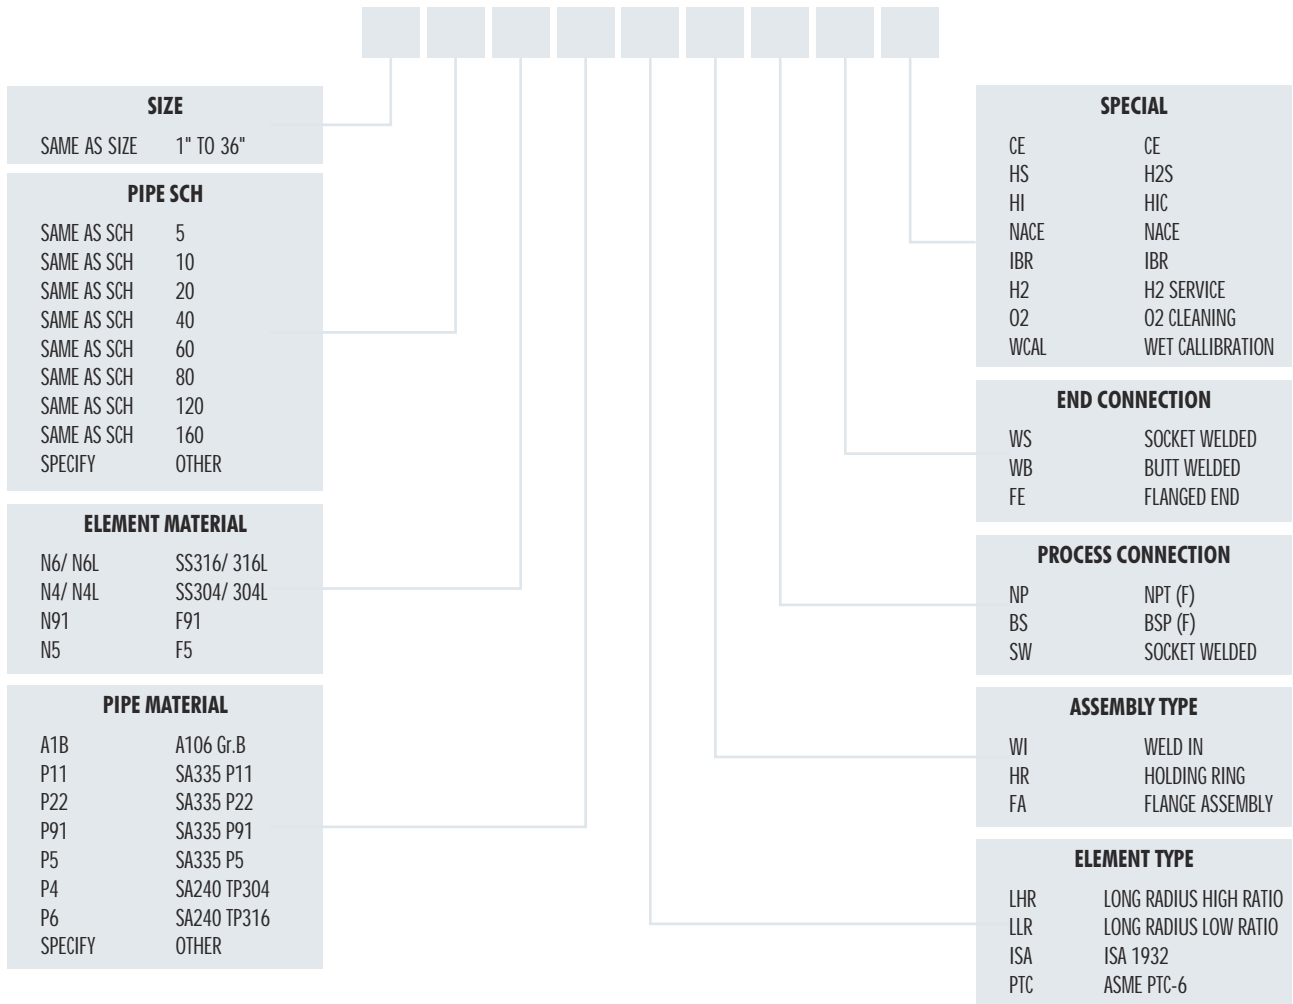 SIZE
SAME AS SIZE 1" TO 36"
PIPE SCH
SAME AS SCH 5
SAME AS SCH 10
SAME AS SCH 20
SAME AS SCH 40
SAME AS SCH 60
SAME AS SCH 80
SAME AS SCH 120
SAME AS SCH 160
SPECIFY OTHER
ELEMENT MATERIAL
N6/ N6L SS316/ 316L
N4/ N4L SS304/ 304L
N91 F91
N5 F5
PIPE MATERIAL
A1B A106 Gr.B
P11 SA335 P11
P22 SA335 P22
P91 SA335 P91
P5 SA335 P5
P4 SA240 TP304
P6 SA240 TP316
SPECIFY OTHER
SPECIAL
CE CE
HS H2S
HI HIC
NACE NACE
IBR IBR
H2 H2 SERVICE
O2 O2 CLEANING
WCAL WET CALLIBRATION
END CONNECTION
WS SOCKET WELDED
WB BUTT WELDED
FE FLANGED END
PROCESS CONNECTION
NP NPT (F)
BS BSP (F)
SW SOCKET WELDED
ASSEMBLY TYPE
WI WELD IN
HR HOLDING RING
FA FLANGE ASSEMBLY
ELEMENT TYPE
LHR LONG RADIUS HIGH RATIO
LLR LONG RADIUS LOW RATIO
ISA ISA 1932
PTC ASME PTC-6